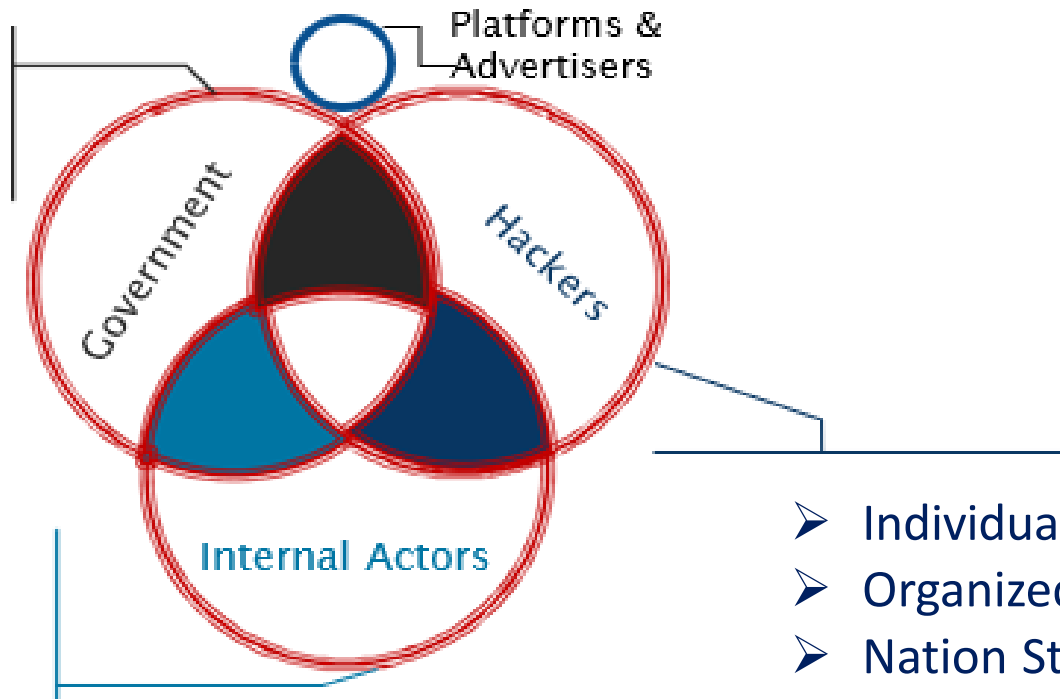 Platforms &
Advertisers
Government
Hackers
Internal Actors
➤ Individua
➤ Organized
➤ Nation St